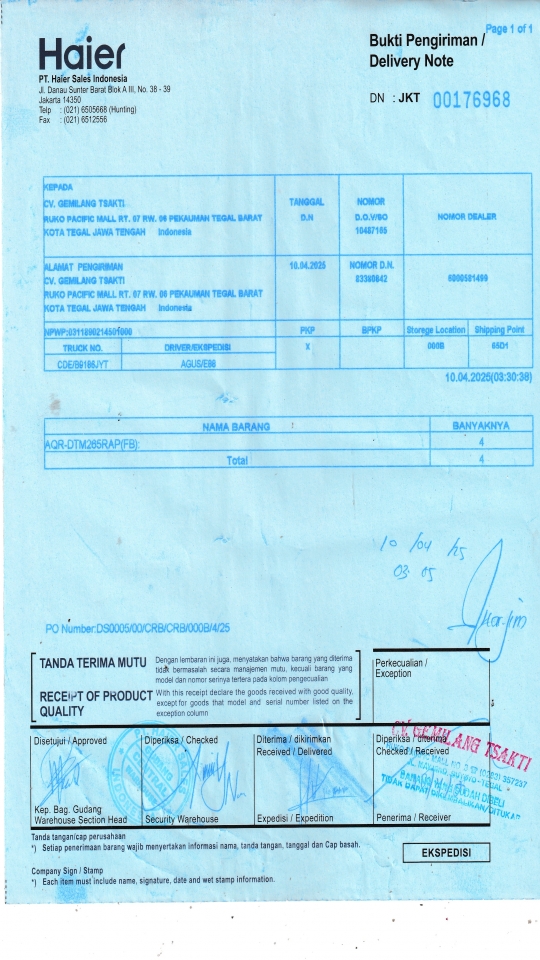 Page 1 of 1
Haier
Bukti Pengiriman /
Delivery Note
PT. Haier Sales Indonesia
Jl. Danau Sunter Barat Blok A III, No. 38 - 39
Jakarta 14350
Telp : (021) 6505668 (Hunting)
Fax : (021) 6512556
DN : JKT 00176968
KEPADA
CV. GEMILANG TSAKTI
RUKO PACIFIC MALL RT. 07 RW. 06 PEKAUMAN TEGAL BARAT
KOTA TEGAL JAWA TENGAH Indonesia
TANGGAL
D.N
NOMOR
D.O.V/SO
10487165
NOMOR DEALER
ALAMAT PENGIRIMAN
CV. GEMILANG TSAKTI
RUKO PACIFIC MALL RT. 07 RW. 06 PEKAUMAN TEGAL BARAT
KOTA TEGAL JAWA TENGAH Indonesia
10.04.2025
NOMOR D.N.
83380842
6000581499
PKP
BPKP
Storege Location
Shipping Point
TRUCK NO.
DRIVER/EKSPEDISI
X
000B
65D1
CDE/B9166JYT
AGUS/E66
10.04.2025(03:30:38)
NAMA BARANG
BANYAKNYA
AQR-DTM265RAP(FB):
4
Total
4
10 /04 /25
03 05
PO Number:DS0005/00/CRB/CRB/000B/4/25
TANDA TERIMA MUTU
Dengan lembaran ini juga, menyatakan bahwa barang yang diterima
tidak bermasalah secara manajemen mutu, kecuali barang yang
model dan nomor serinya tertera pada kolom pengecualian
RECEIPT OF PRODUCT
QUALITY
With this receipt declare the goods received with good quality,
except for goods that model and serial number listed on the
exception column
Perkecualian /
Exception
Disetujui / Approved
Diperiksa / Checked
Diterima / dikirimkan
Received / Delivered
Diperiksa / diterima
Checked / Received
CV. GEMILANG TSAKTI
Kep. Bag. Gudang
Warehouse Section Head
Security Warehouse
Expedisi / Expedition
Penerima / Receiver
Tanda tangan/cap perusahaan
*) Setiap penerimaan barang wajib menyertakan informasi nama, tanda tangan, tanggal dan Cap basah.
EKSPEDISI
Company Sign / Stamp
*) Each item must include name, signature, date and wet stamp information.